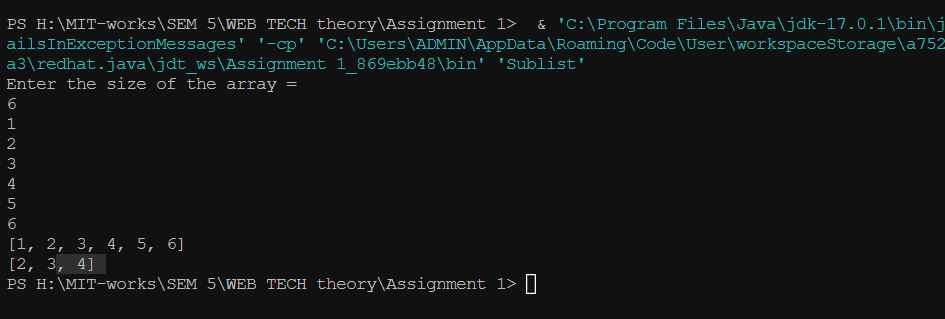 PS H:\MIT-works\SEM 5\WEB TECH theory\Assignment 1>  & 'C:\Program Files\Java\jdk-17.0.1\bin\j
ailsInExceptionMessages' '-cp' 'C:\Users\ADMIN\AppData\Roaming\Code\User\workspaceStorage\a752
a3\redhat.java\jdt_ws\Assignment 1_869ebb48\bin' 'Sublist'
Enter the size of the array =
6
1
2
3
4
5
6
[1, 2, 3, 4, 5, 6]
[2, 3, 4]
PS H:\MIT-works\SEM 5\WEB TECH theory\Assignment 1>